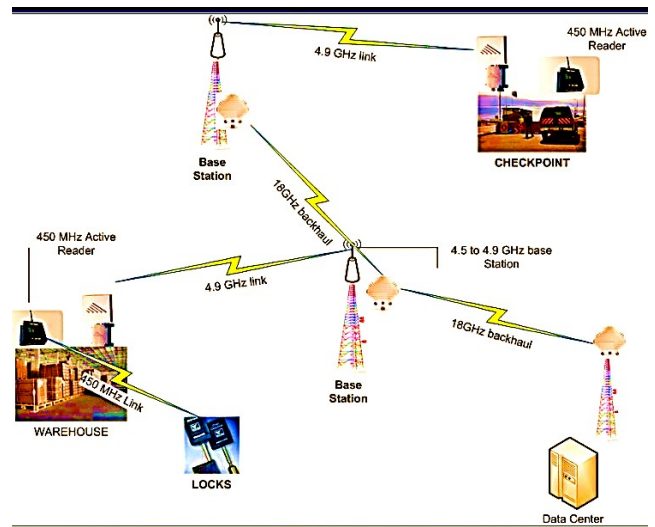 4.9 GHz link
450 MHz Active
Reader
Base
Station
CHECKPOINT
18GHz backhaul
450 MHz Active
Reader
4.9 GHz link
4.5 to 4.9 GHz base
Station
18GHz backhaul
Base
Station
450 MHz Link
WAREHOUSE
LOCKS
Data Center